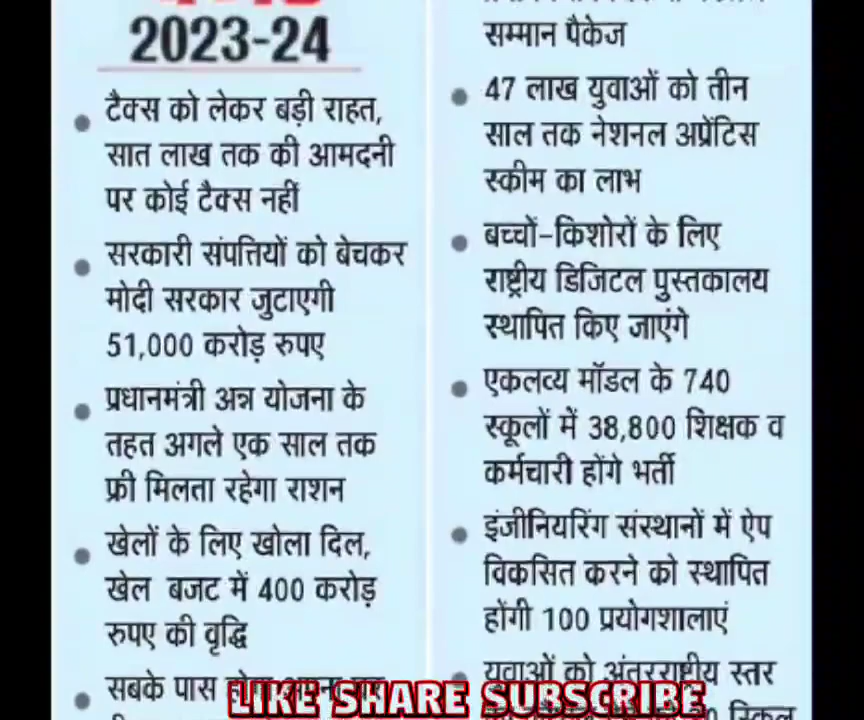 2023-24
टैक्स को लेकर बड़ी राहत,
सात लाख तक की आमदनी
पर कोई टैक्स नहीं
सरकारी संपत्तियों को बेचकर
मोदी सरकार जुटाएगी
51,000 करोड़ रुपए
प्रधानमंत्री अन्न योजना के
तहत अगले एक साल तक
फ्री मिलता रहेगा राशन
खेलों के लिए खोला दिल,
खेल बजट में 400 करोड़
रुपए की वृद्धि
सबके पास होगा अपना घर
सम्मान पैकेज
47 लाख युवाओं को तीन
साल तक नेशनल अप्रेंटिस
स्कीम का लाभ
बच्चों-किशोरों के लिए
राष्ट्रीय डिजिटल पुस्तकालय
स्थापित किए जाएंगे
एकलव्य मॉडल के 740
स्कूलों में 38,800 शिक्षक व
कर्मचारी होंगे भर्ती
इंजीनियरिंग संस्थानों में ऐप
विकसित करने को स्थापित
होंगी 100 प्रयोगशालाएं
युवाओं को अंतरराष्ट्रीय स्तर
LIKE SHARE SUBSCRIBE